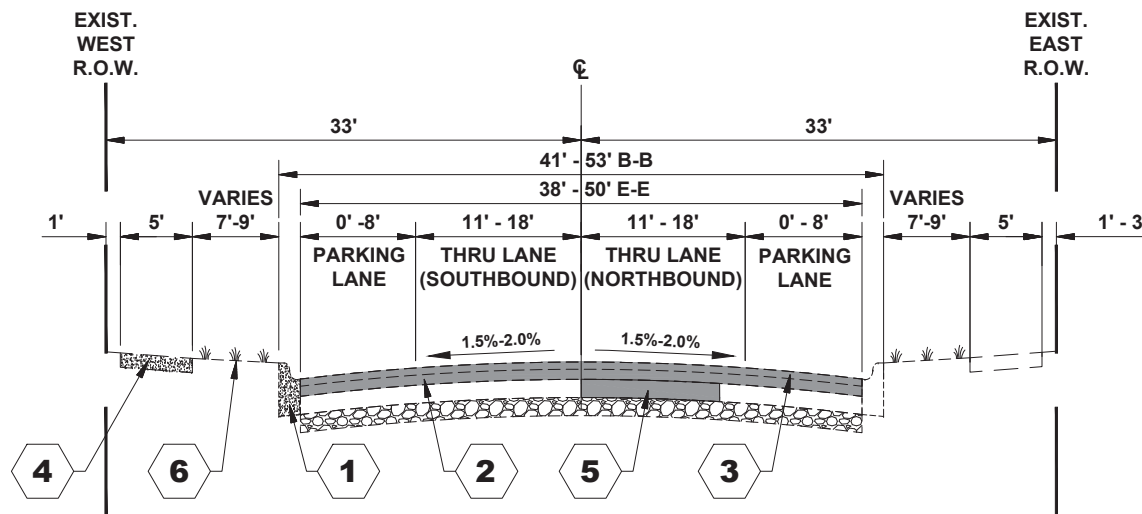 EXIST.
WEST
R.O.W.
EXIST.
EAST
R.O.W.
℄
33'
33'
41' - 53' B-B
38' - 50' E-E
VARIES
VARIES
1'
5'
7'-9'
0' -8'
11' - 18'
11' - 18'
0' - 8'
7'-9'
5'
1' - 3
PARKING
LANE
THRU LANE
(SOUTHBOUND)
THRU LANE
(NORTHBOUND)
PARKING
LANE
1.5%-2.0%
1.5%-2.0%
4
6
1
2
5
3